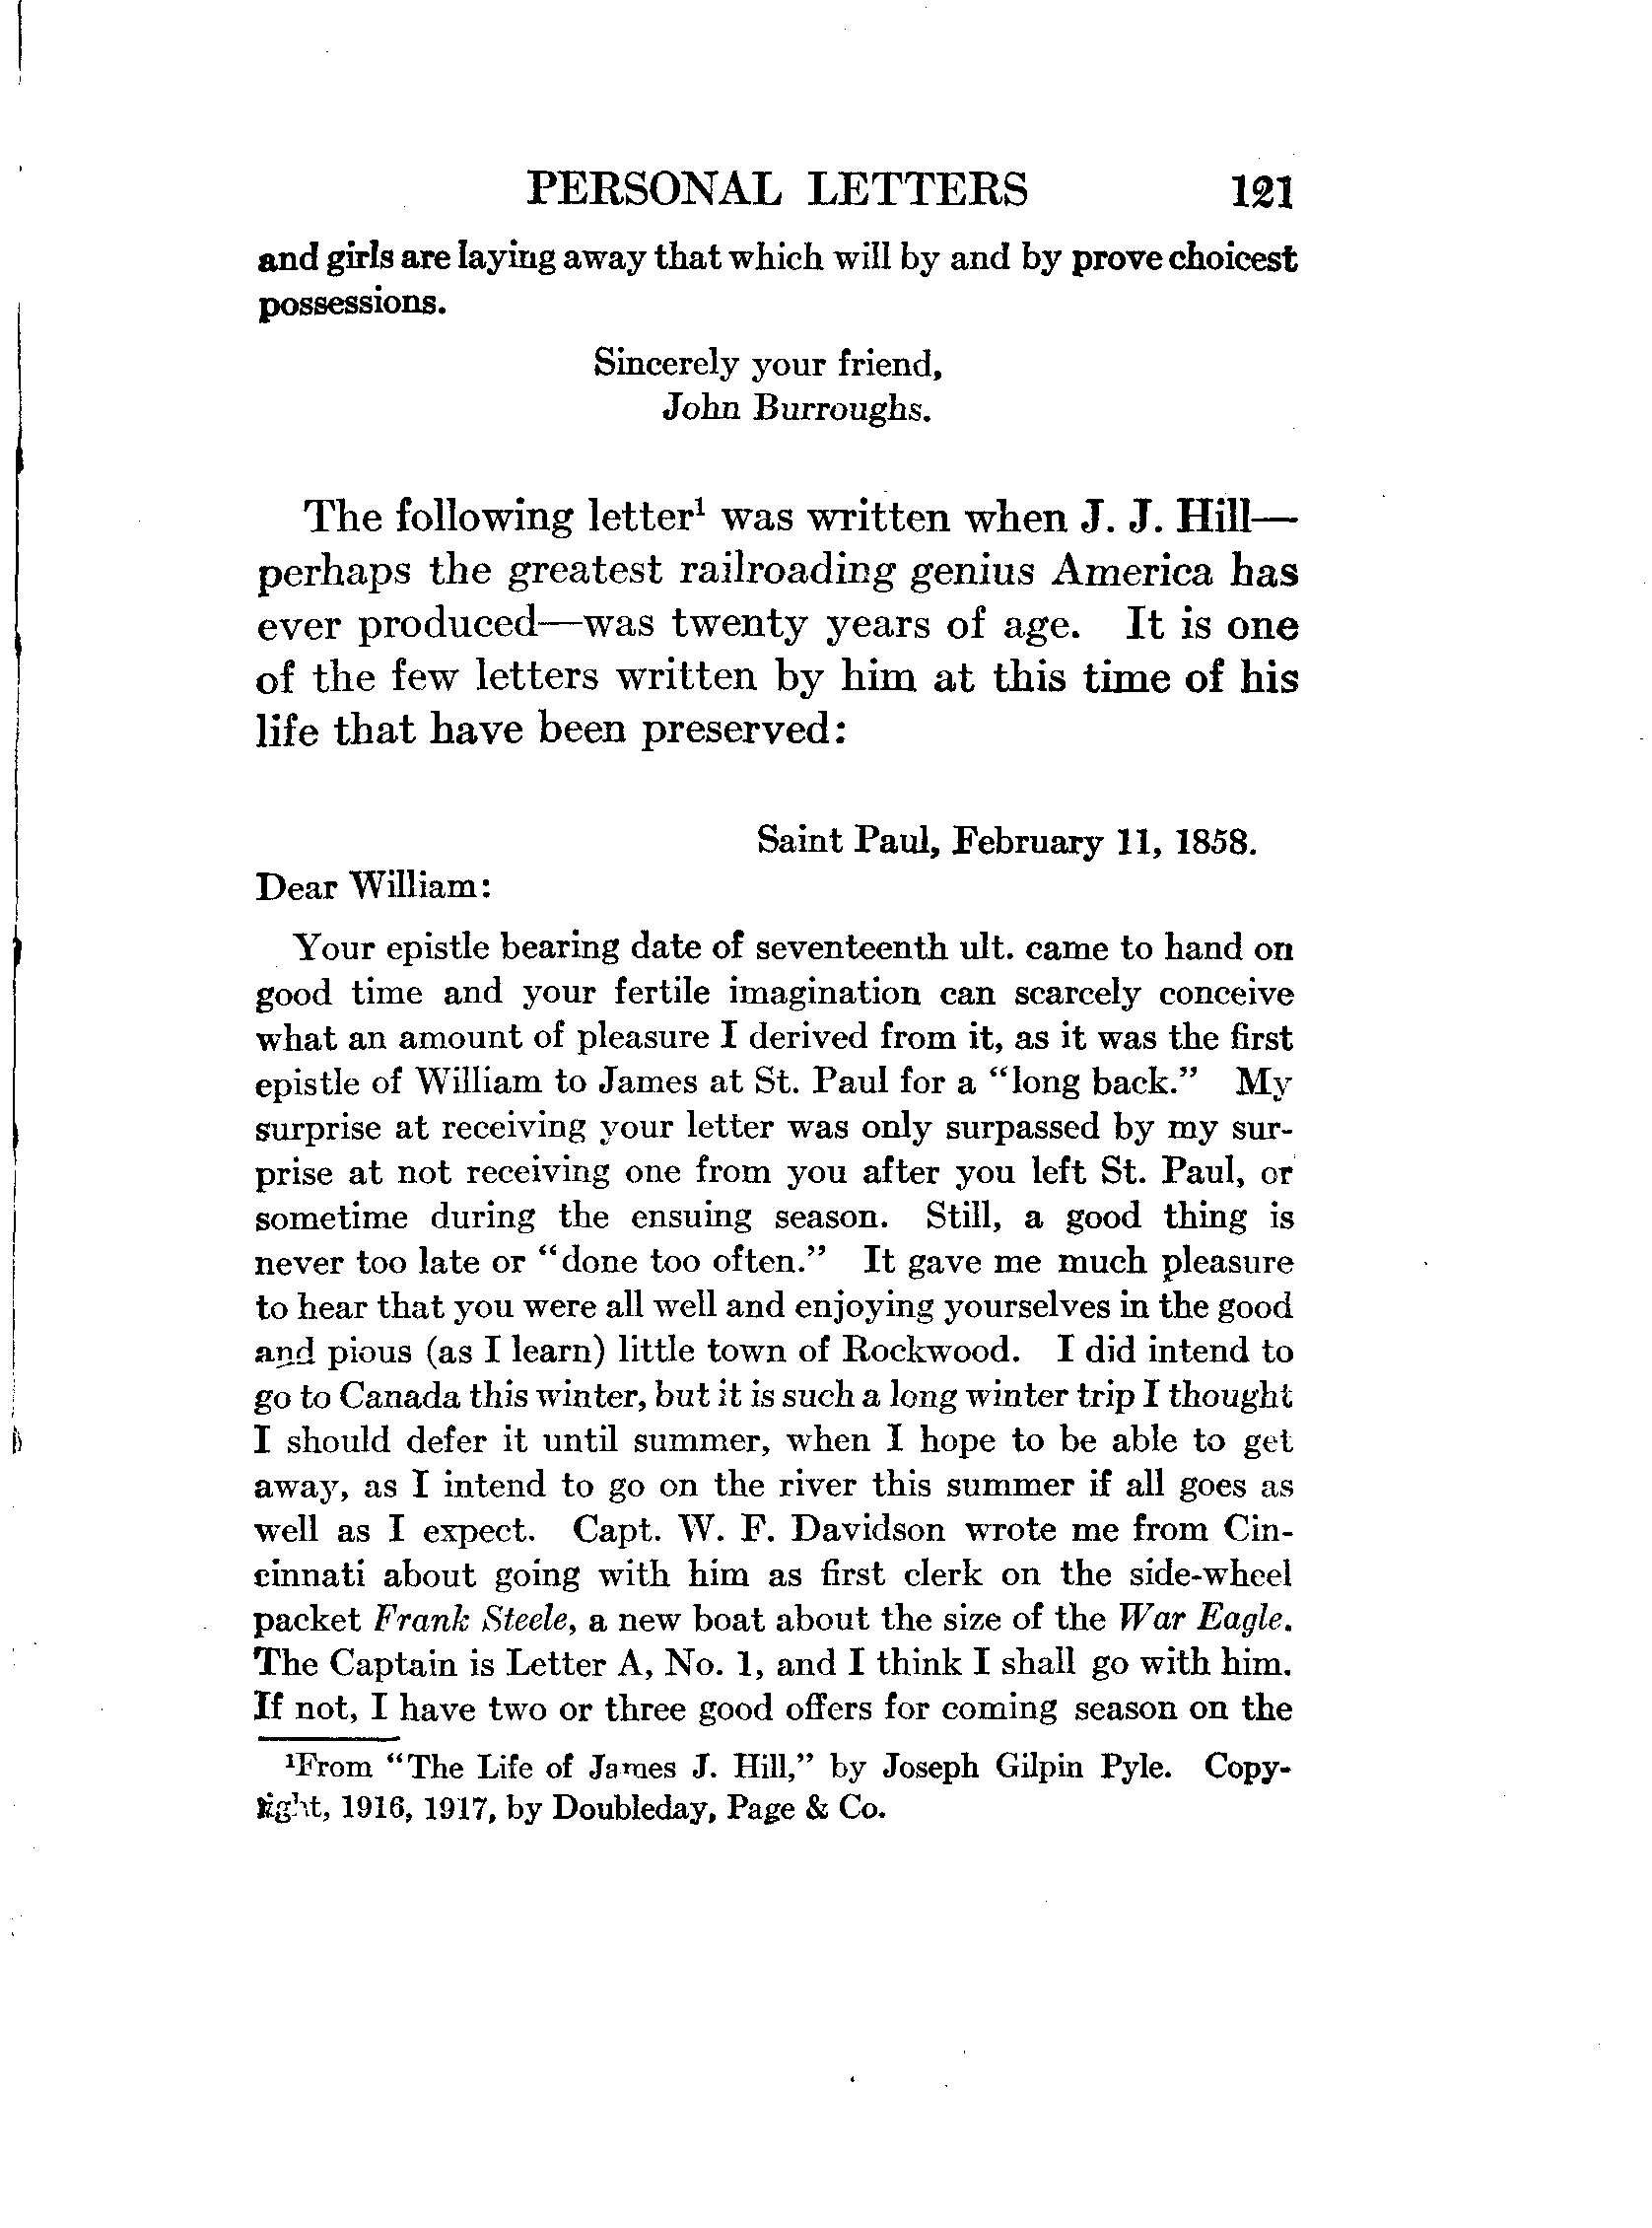 PERSONAL LETTERS 121
and girls are laying away that which will by and by prove choicest
possessions.
Sincerely your friend,
John Burroughs.
The following letter¹ was written when J. J. Hill—
perhaps the greatest railroading genius America has
ever produced—was twenty years of age. It is one
of the few letters written by him at this time of his
life that have been preserved:
Saint Paul, February 11, 1858.
Dear William:
Your epistle bearing date of seventeenth ult. came to hand on
good time and your fertile imagination can scarcely conceive
what an amount of pleasure I derived from it, as it was the first
epistle of William to James at St. Paul for a “long back.” My
surprise at receiving your letter was only surpassed by my sur-
prise at not receiving one from you after you left St. Paul, or
sometime during the ensuing season. Still, a good thing is
never too late or “done too often.” It gave me much pleasure
to hear that you were all well and enjoying yourselves in the good
and pious (as I learn) little town of Rockwood. I did intend to
go to Canada this winter, but it is such a long winter trip I thought
I should defer it until summer, when I hope to be able to get
away, as I intend to go on the river this summer if all goes as
well as I expect. Capt. W. F. Davidson wrote me from Cin-
cinnati about going with him as first clerk on the side-wheel
packet Frank Steele, a new boat about the size of the War Eagle.
The Captain is Letter A, No. 1, and I think I shall go with him.
If not, I have two or three good offers for coming season on the
¹From “The Life of James J. Hill,” by Joseph Gilpin Pyle. Copy-
right, 1916, 1917, by Doubleday, Page & Co.